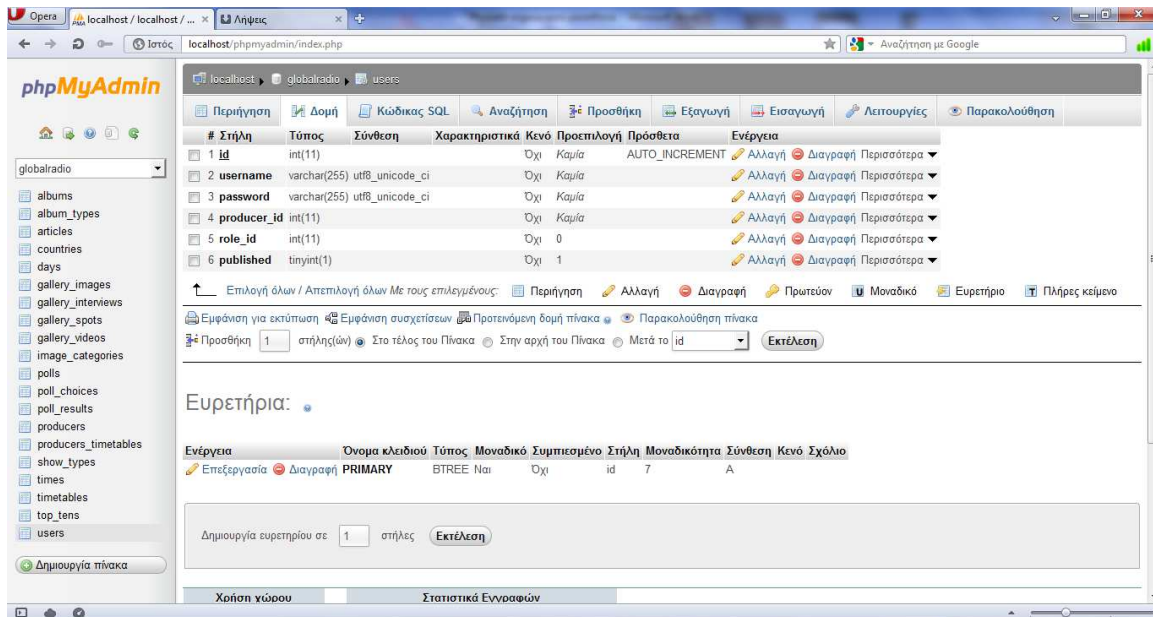 Opera
localhost / localhost / ...
Λήψεις
Ιστός
localhost/phpmyadmin/index.php
Αναζήτηση με Google
phpMyAdmin
globalradio
albums
album_types
articles
countries
days
gallery_images
gallery_interviews
gallery_spots
gallery_videos
image_categories
polls
poll_choices
poll_results
producers
producers_timetables
show_types
times
timetables
top_tens
users
Δημιουργία πίνακα
localhost globalradio users
Περιήγηση Δομή Κώδικας SQL Αναζήτηση Προσθήκη Εξαγωγή Εισαγωγή Λειτουργίες Παρακολούθηση
# Στήλη Τύπος Σύνθεση Χαρακτηριστικά Κενό Προεπιλογή Πρόσθετα Ενέργεια
1 id int(11) Όχι Καμία AUTO_INCREMENT Αλλαγή Διαγραφή Περισσότερα
2 username varchar(255) utf8_unicode_ci Όχι Καμία Αλλαγή Διαγραφή Περισσότερα
3 password varchar(255) utf8_unicode_ci Όχι Καμία Αλλαγή Διαγραφή Περισσότερα
4 producer_id int(11) Όχι Καμία Αλλαγή Διαγραφή Περισσότερα
5 role_id int(11) Όχι 0 Αλλαγή Διαγραφή Περισσότερα
6 published tinyint(1) Όχι 1 Αλλαγή Διαγραφή Περισσότερα
Επιλογή όλων / Απεπιλογή όλων Με τους επιλεγμένους: Περιήγηση Αλλαγή Διαγραφή Πρωτεύον U Μοναδικό Ευρετήριο T Πλήρες κείμενο
Εμφάνιση για εκτύπωση Εμφάνιση συσχετίσεων Προτεινόμενη δομή πίνακα Παρακολούθηση πίνακα
Προσθήκη 1 στήλης(ών) Στο τέλος του Πίνακα Στην αρχή του Πίνακα Μετά το id Εκτέλεση
Ευρετήρια:
Ενέργεια Όνομα κλειδιού Τύπος Μοναδικό Συμπιεσμένο Στήλη Μοναδικότητα Σύνθεση Κενό Σχόλιο
Επεξεργασία Διαγραφή PRIMARY BTREE Ναι Όχι id 7 A
Δημιουργία ευρετηρίου σε 1 στήλες Εκτέλεση
Χρήση χώρου Στατιστικά Εγγραφών